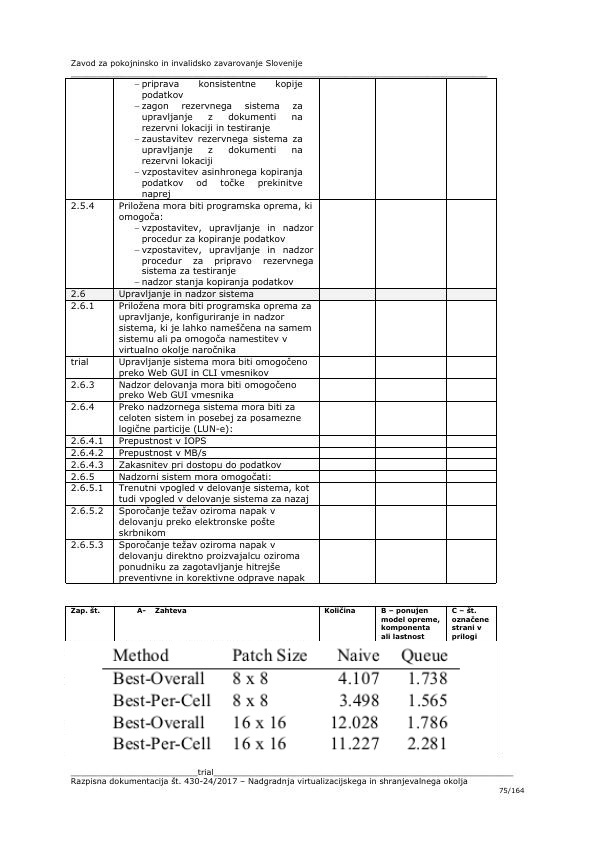 Zavod za pokojninsko in invalidsko zavarovanje Slovenije
– priprava konsistentne kopije
podatkov
– zagon rezervnega sistema za
upravljanje z dokumenti na
rezervni lokaciji in testiranje
– zaustavitev rezervnega sistema za
upravljanje z dokumenti na
rezervni lokaciji
– vzpostavitev asinhronega kopiranja
podatkov od točke prekinitve
naprej
2.5.4 Priložena mora biti programska oprema, ki
omogoča:
– vzpostavitev, upravljanje in nadzor
procedur za kopiranje podatkov
– vzpostavitev, upravljanje in nadzor
procedur za pripravo rezervnega
sistema za testiranje
– nadzor stanja kopiranja podatkov
2.6 Upravljanje in nadzor sistema
2.6.1 Priložena mora biti programska oprema za
upravljanje, konfiguriranje in nadzor
sistema, ki je lahko nameščena na samem
sistemu ali pa omogoča namestitev v
virtualno okolje naročnika
trial Upravljanje sistema mora biti omogočeno
preko Web GUI in CLI vmesnikov
2.6.3 Nadzor delovanja mora biti omogočeno
preko Web GUI vmesnika
2.6.4 Preko nadzornega sistema mora biti za
celoten sistem in posebej za posamezne
logične particije (LUN-e):
2.6.4.1 Prepustnost v IOPS
2.6.4.2 Prepustnost v MB/s
2.6.4.3 Zakasnitev pri dostopu do podatkov
2.6.5 Nadzorni sistem mora omogočati:
2.6.5.1 Trenutni vpogled v delovanje sistema, kot
tudi vpogled v delovanje sistema za nazaj
2.6.5.2 Sporočanje težav oziroma napak v
delovanju preko elektronske pošte
skrbnikom
2.6.5.3 Sporočanje težav oziroma napak v
delovanju direktno proizvajalcu oziroma
ponudniku za zagotavljanje hitrejše
preventivne in korektivne odprave napak
Zap. št. A- Zahteva Količina B – ponujen C – št.
model opreme, označene
komponenta strani v
ali lastnost prilogi
Method Patch Size Naive Queue
Best-Overall 8 x 8 4.107 1.738
Best-Per-Cell 8 x 8 3.498 1.565
Best-Overall 16 x 16 12.028 1.786
Best-Per-Cell 16 x 16 11.227 2.281
trial
Razpisna dokumentacija št. 430-24/2017 – Nadgradnja virtualizacijskega in shranjevalnega okolja
75/164